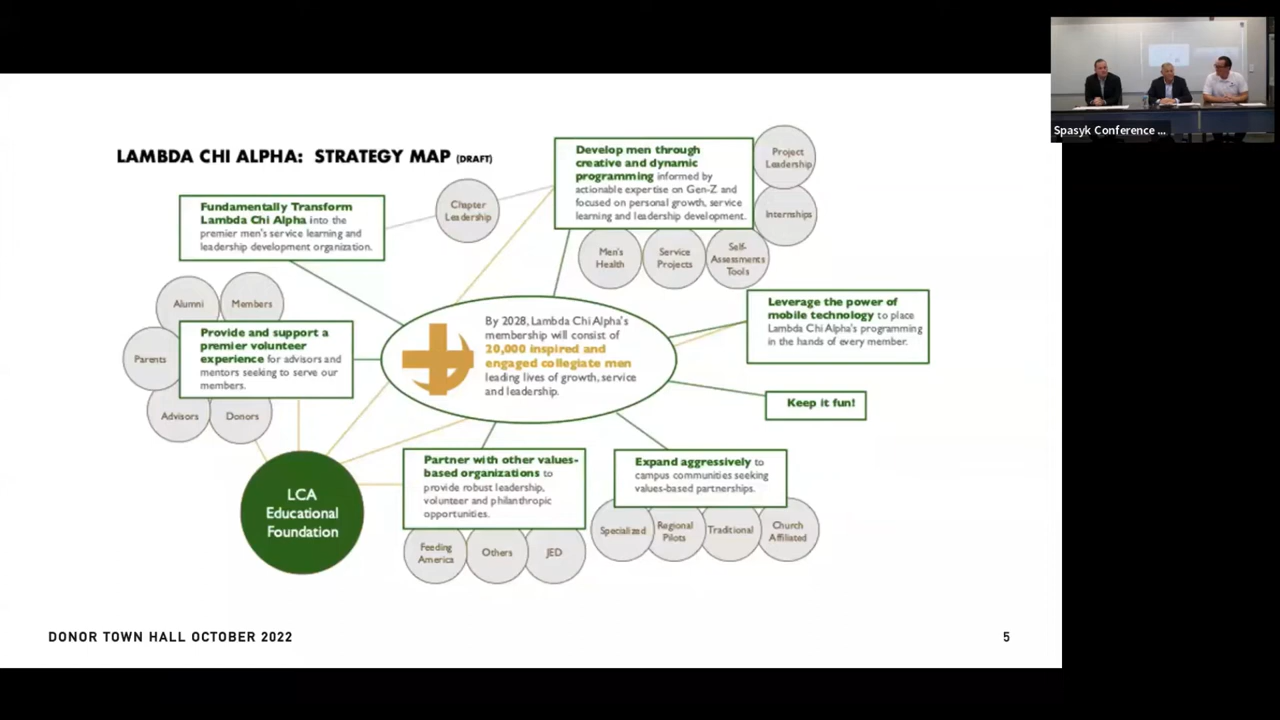 Spasyk Conference ...
LAMBDA CHI ALPHA: STRATEGY MAP (DRAFT)
Fundamentally Transform
Lambda Chi Alpha into the
premier men's service learning and
leadership development organization.
Chapter
Leadership
Develop men through
creative and dynamic
programming informed by
actionable expertise on Gen-Z and
focused on personal growth, service
learning and leadership development.
Project
Leadership
Internships
Men's
Health
Service
Projects
Self-
Assessments
Tools
Alumni
Members
Parents
Provide and support a
premier volunteer
experience for advisors and
mentors seeking to serve our
members.
Advisors
Donors
By 2028, Lambda Chi Alpha's
membership will consist of
20,000 inspired and
engaged collegiate men
leading lives of growth, service
and leadership.
Leverage the power of
mobile technology to place
Lambda Chi Alpha's programming
in the hands of every member.
Keep it fun!
LCA
Educational
Foundation
Partner with other values-
based organizations to
provide robust leadership,
volunteer and philanthropic
opportunities.
Feeding
America
Others
JED
Expand aggressively to
campus communities seeking
values-based partnerships.
Specialized
Regional
Pilots
Traditional
Church
Affiliated
DONOR TOWN HALL OCTOBER 2022
5